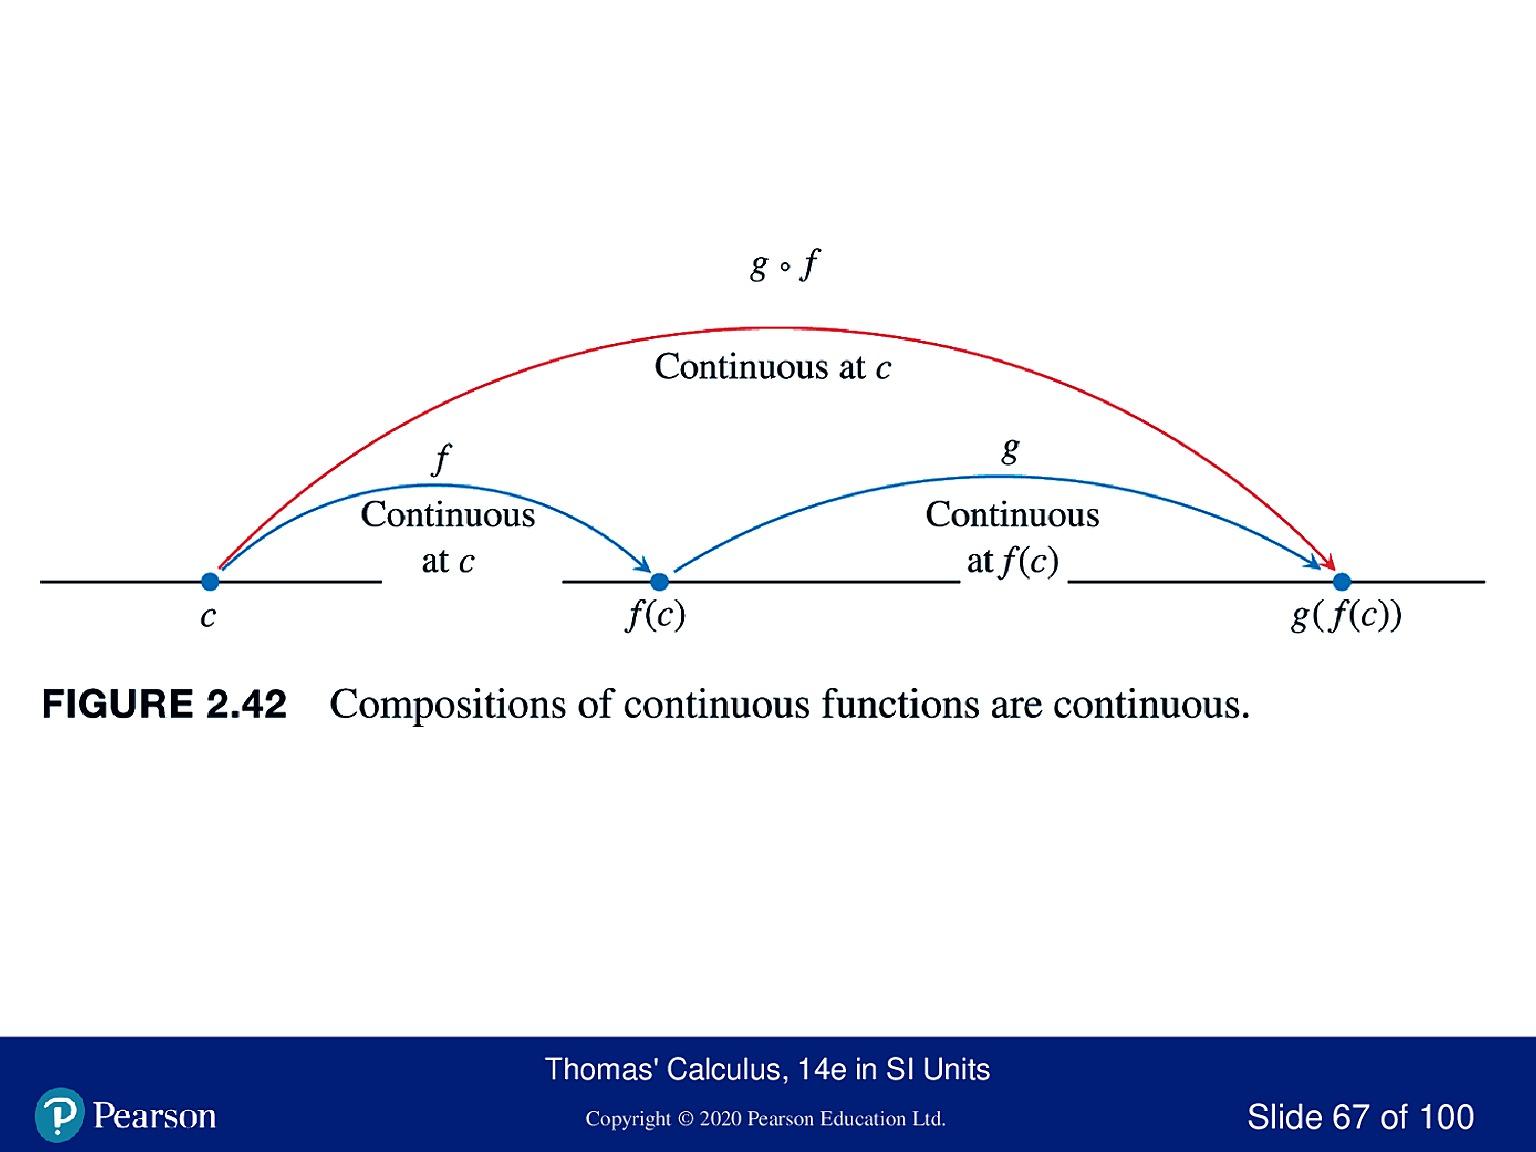 g ∘ f
Continuous at c
f
g
Continuous
at c
Continuous
at f(c)
c
f(c)
g( f(c))
FIGURE 2.42 Compositions of continuous functions are continuous.
Thomas' Calculus, 14e in SI Units
Pearson
Copyright © 2020 Pearson Education Ltd.
Slide 67 of 100